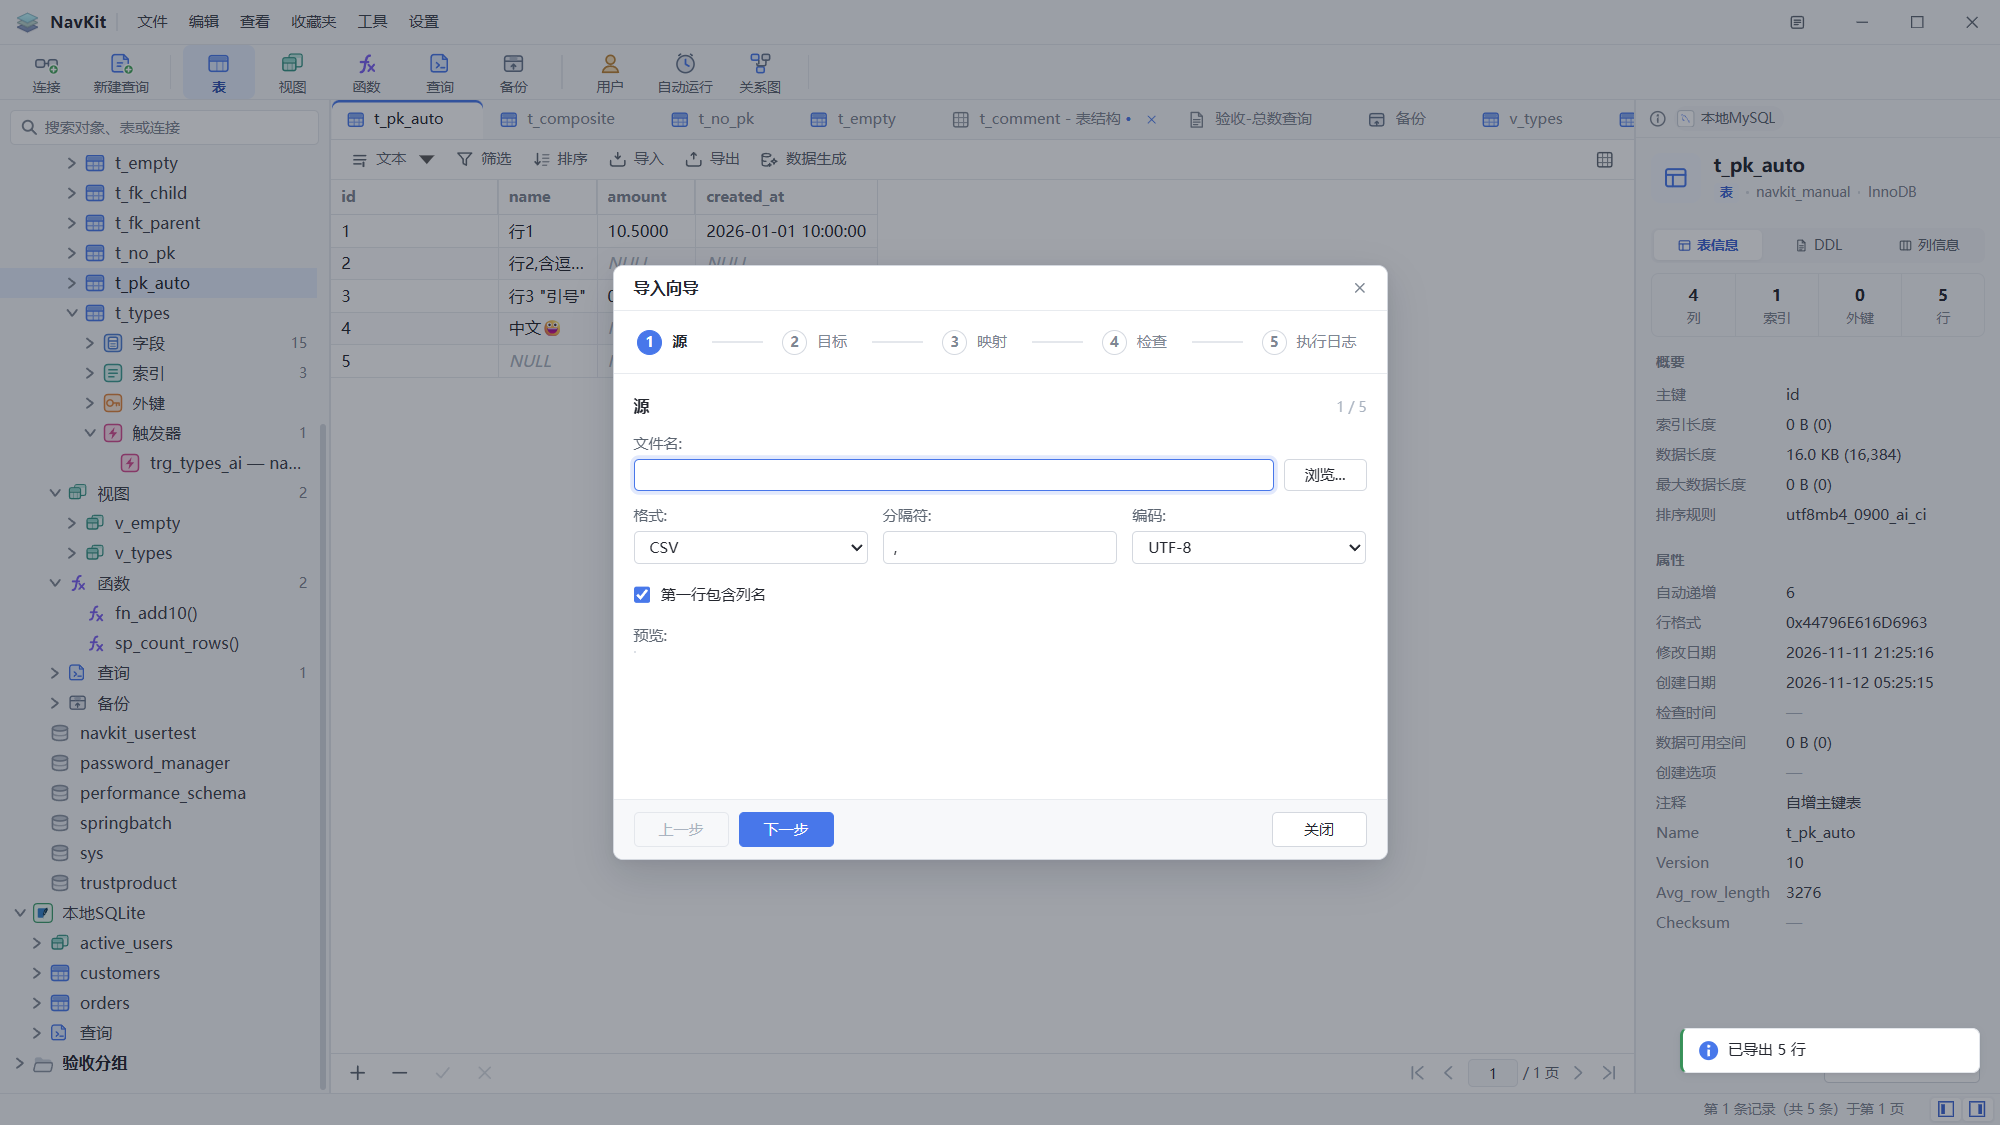 NavKit 文件 编辑 查看 收藏夹 工具 设置
连接 新建查询 表 视图 函数 查询 备份 用户 自动运行 关系图
搜索对象、表或连接
t_empty
t_fk_child
t_fk_parent
t_no_pk
t_pk_auto
t_types
字段 15
索引 3
外键
触发器 1
trg_types_ai — na...
视图 2
v_empty
v_types
函数 2
fn_add10()
sp_count_rows()
查询 1
备份
navkit_usertest
password_manager
performance_schema
springbatch
sys
trustproduct
本地SQLite
active_users
customers
orders
查询
验收分组
t_pk_auto t_composite t_no_pk t_empty t_comment - 表结构 • × 验收-总数查询 备份 v_types
文本 筛选 排序 导入 导出 数据生成
id name amount created_at
1 行1 10.5000 2026-01-01 10:00:00
2 行2,含逗... NULL NULL
3 行3 "引号"
4 中文😀
5 NULL
导入向导
1 源 2 目标 3 映射 4 检查 5 执行日志
源 1 / 5
文件名:
浏览...
格式: 分隔符: 编码:
CSV , UTF-8
第一行包含列名
预览:
上一步 下一步 关闭
1 / 1 页
本地MySQL
t_pk_auto
表 · navkit_manual · InnoDB
表信息 DDL 列信息
4 1 0 5
列 索引 外键 行
概要
主键 id
索引长度 0 B (0)
数据长度 16.0 KB (16,384)
最大数据长度 0 B (0)
排序规则 utf8mb4_0900_ai_ci
属性
自动递增 6
行格式 0x44796E616D6963
修改日期 2026-11-11 21:25:16
创建日期 2026-11-12 05:25:15
检查时间 —
数据可用空间 0 B (0)
创建选项 —
注释 自增主键表
Name t_pk_auto
Version 10
Avg_row_length 3276
Checksum —
已导出 5 行
第 1 条记录（共 5 条）于第 1 页